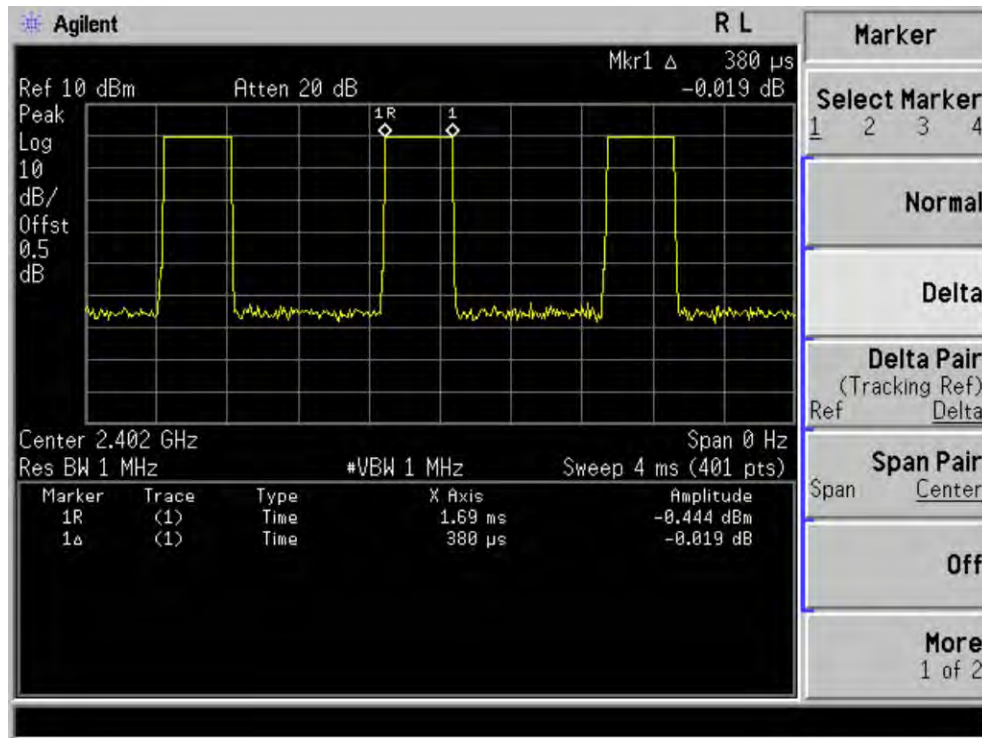 Agilent
R L
Mkr1 Δ 380 µs
Ref 10 dBm Atten 20 dB -0.019 dB
Peak
Log
10
dB/
Offst
0.5
dB
1R 1
Center 2.402 GHz Span 0 Hz
Res BW 1 MHz #VBW 1 MHz Sweep 4 ms (401 pts)
Marker Trace Type X Axis Amplitude
1R (1) Time 1.69 ms -0.444 dBm
1Δ (1) Time 380 µs -0.019 dB
Marker
Select Marker
1 2 3 4
Normal
Delta
Delta Pair
(Tracking Ref)
Ref Delta
Span Pair
Span Center
Off
More
1 of 2